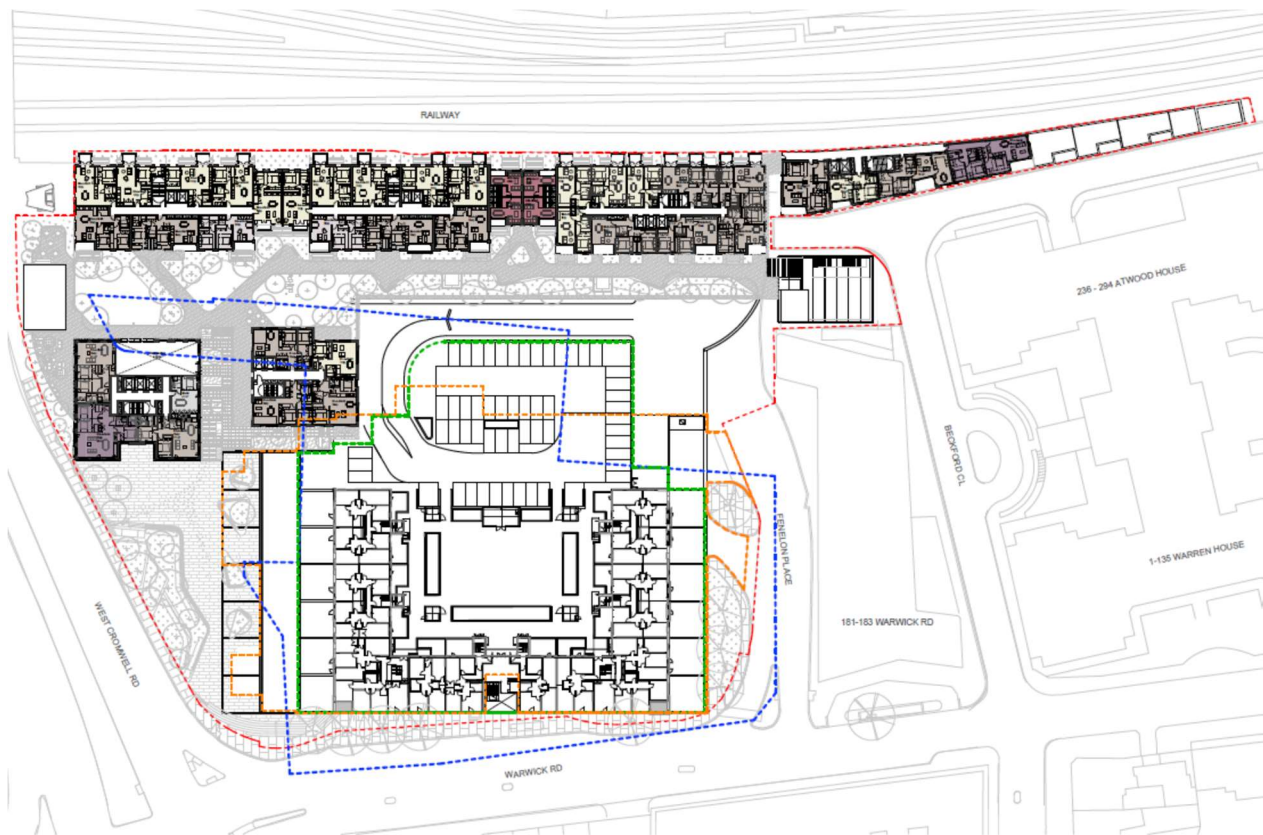 RAILWAY
236 - 294 ATWOOD HOUSE
BECKFORD CL
1-135 WARREN HOUSE
FENELON PLACE
WEST CROMWELL RD
181-183 WARWICK RD
WARWICK RD